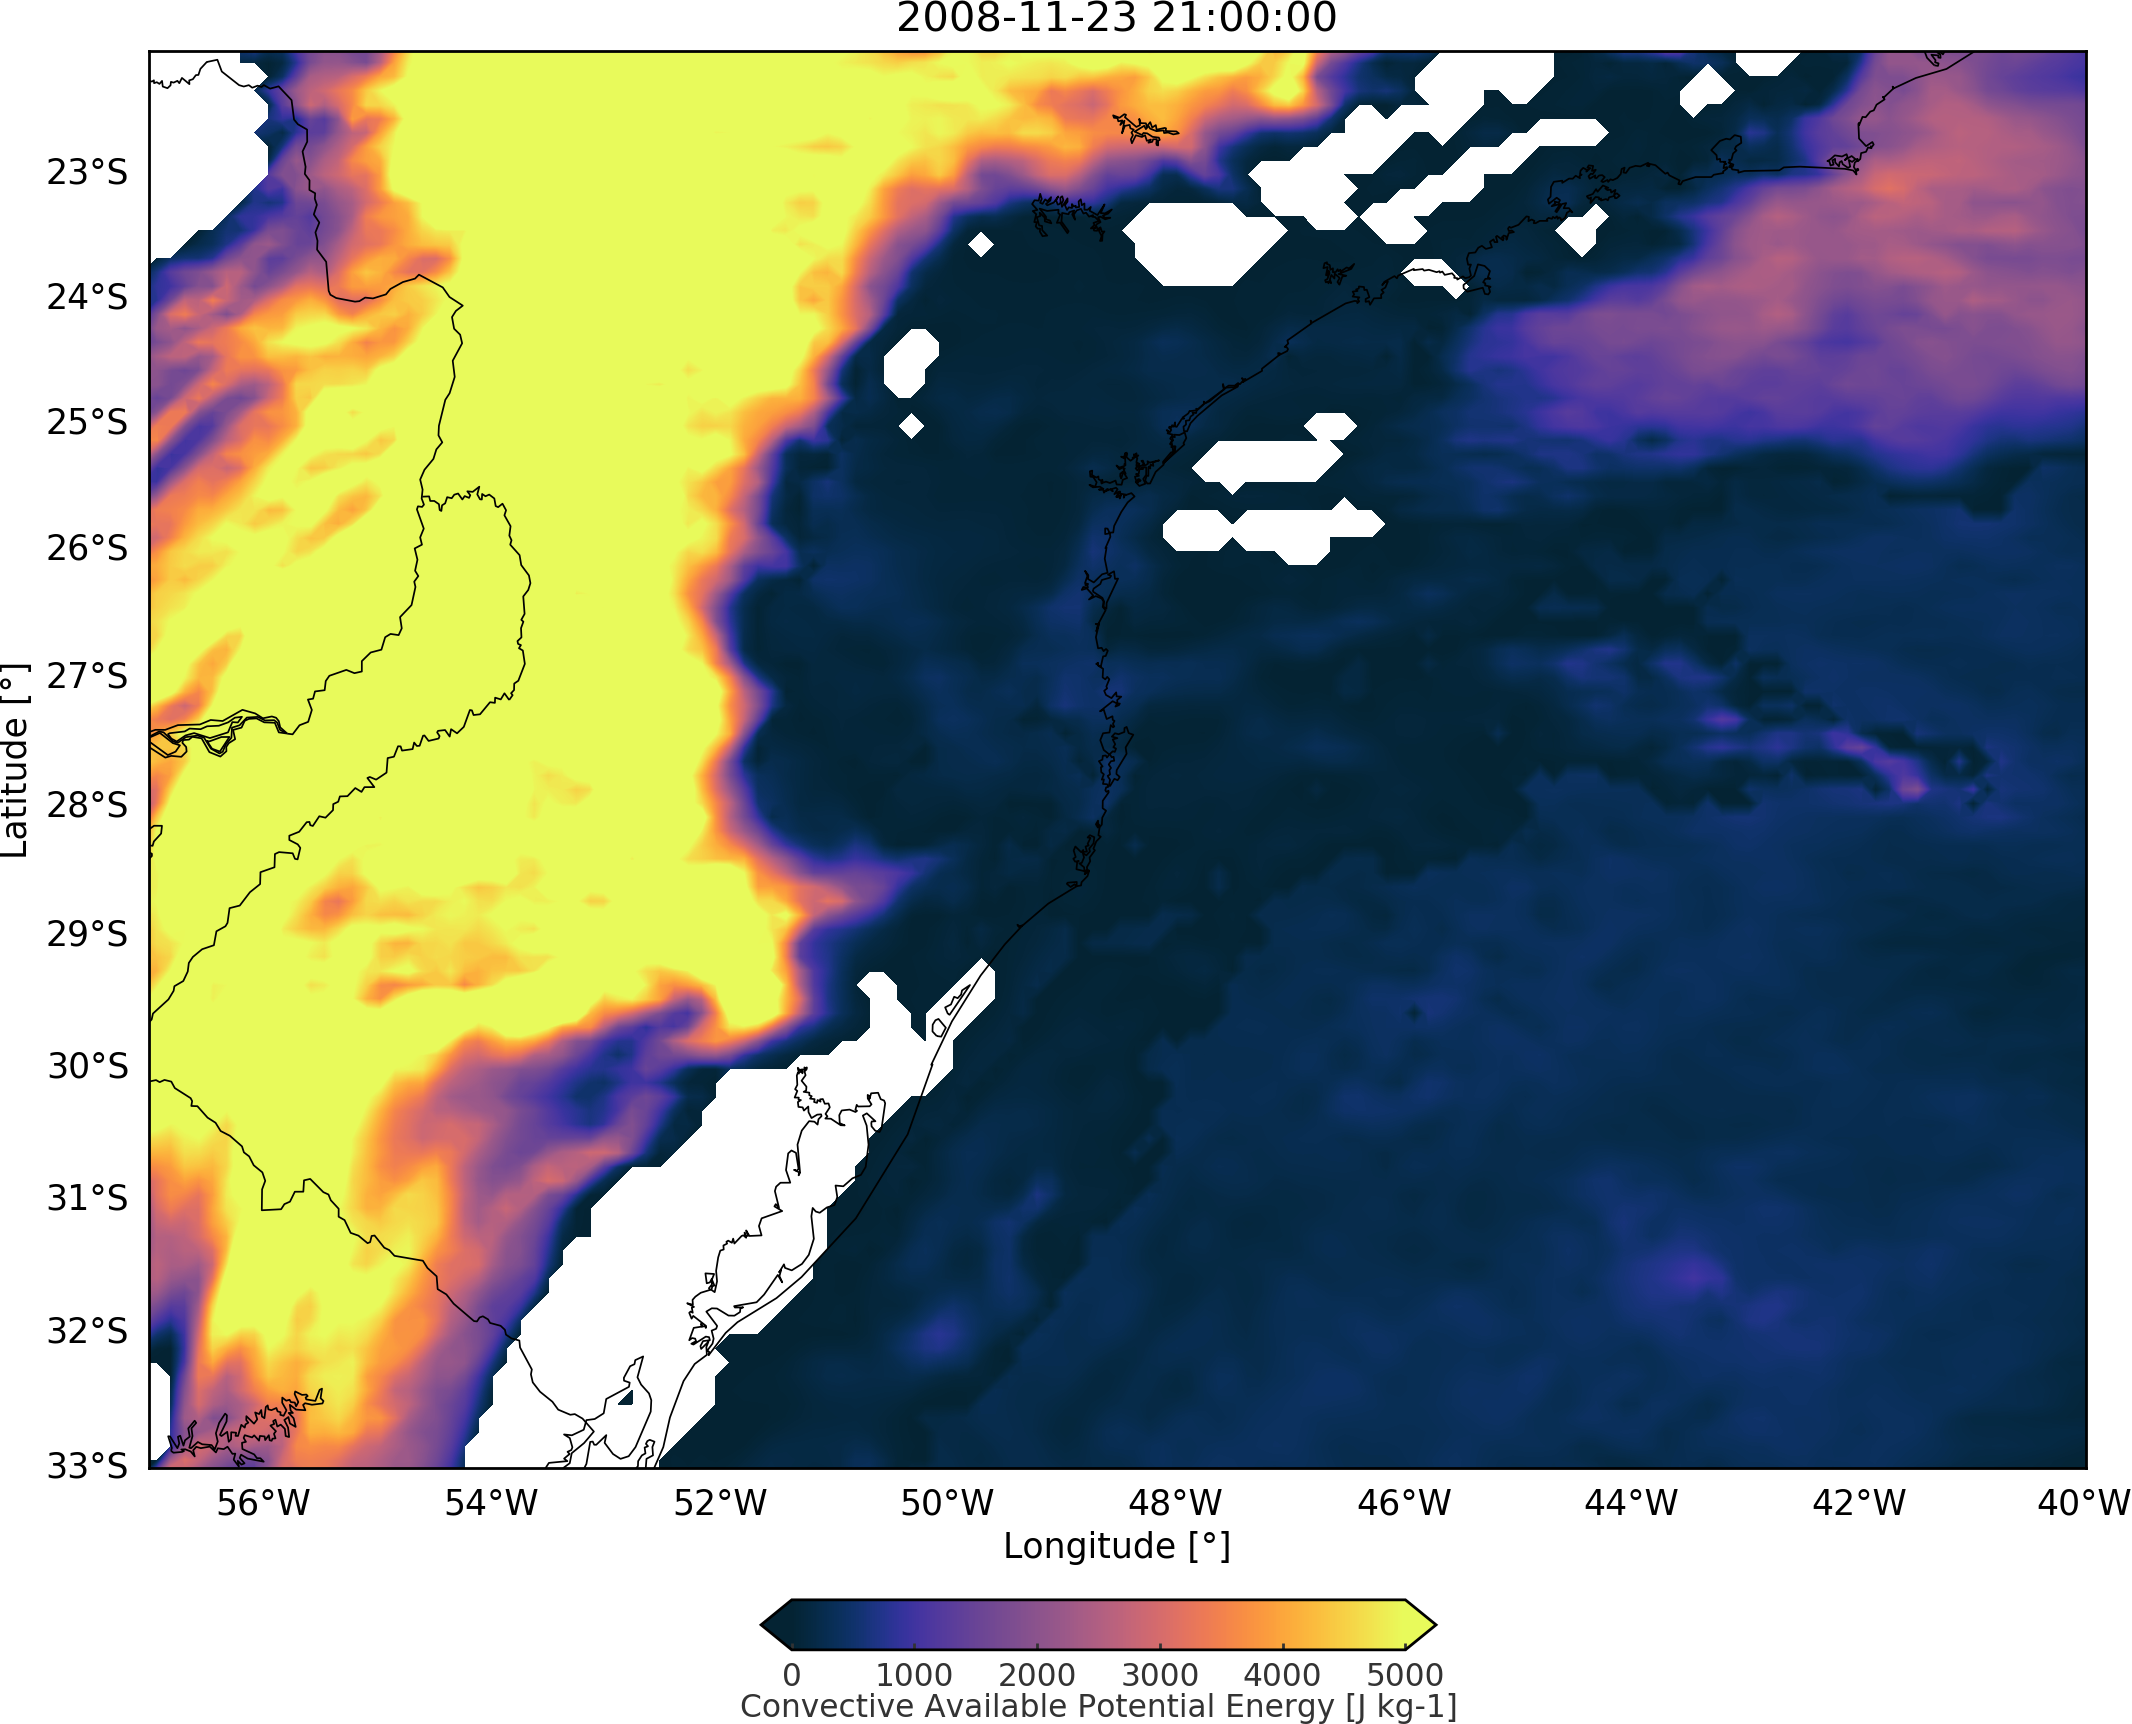 2008-11-23 21:00:00
23°S
24°S
25°S
26°S
27°S
28°S
29°S
30°S
31°S
32°S
33°S
Latitude [°]
56°W 54°W 52°W 50°W 48°W 46°W 44°W 42°W 40°W
Longitude [°]
0 1000 2000 3000 4000 5000
Convective Available Potential Energy [J kg-1]